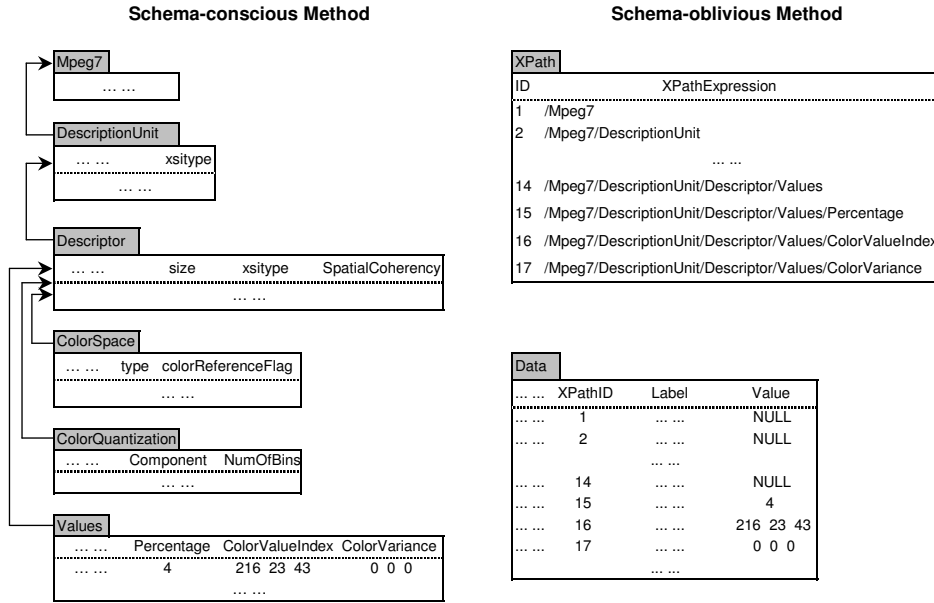 Schema-conscious Method
Mpeg7
... ...
DescriptionUnit
... ... xsitype
... ...
Descriptor
... ... size xsitype SpatialCoherency
... ...
ColorSpace
... ... type colorReferenceFlag
... ...
ColorQuantization
... ... Component NumOfBins
... ...
Values
... ... Percentage ColorValueIndex ColorVariance
... ... 4 216 23 43 0 0 0
... ...
Schema-oblivious Method
XPath
ID XPathExpression
1 /Mpeg7
2 /Mpeg7/DescriptionUnit
... ...
14 /Mpeg7/DescriptionUnit/Descriptor/Values
15 /Mpeg7/DescriptionUnit/Descriptor/Values/Percentage
16 /Mpeg7/DescriptionUnit/Descriptor/Values/ColorValueIndex
17 /Mpeg7/DescriptionUnit/Descriptor/Values/ColorVariance
Data
... ... XPathID Label Value
... ... 1 ... ... NULL
... ... 2 ... ... NULL
... ...
... ... 14 ... ... NULL
... ... 15 ... ... 4
... ... 16 ... ... 216 23 43
... ... 17 ... ... 0 0 0
... ...